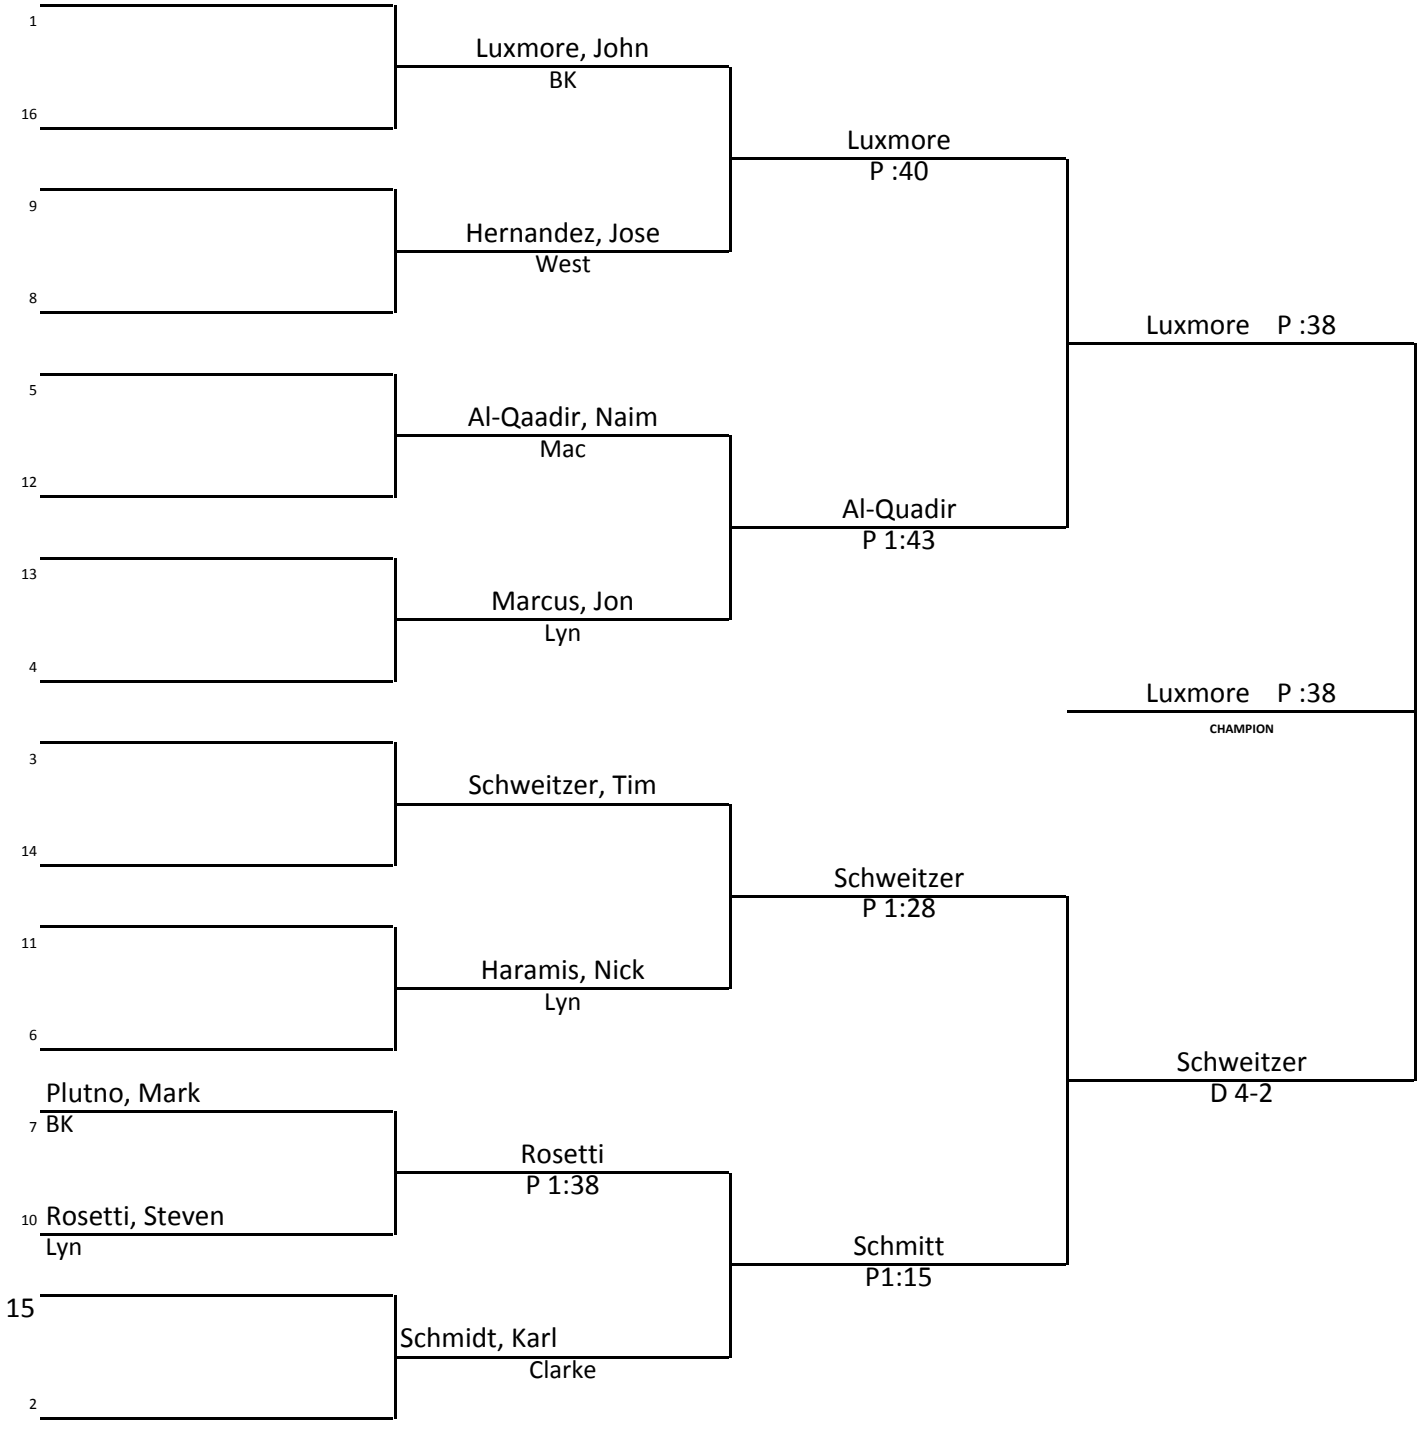 1
Luxmore, John
BK
16
Luxmore
P :40
9
Hernandez, Jose
West
8
Luxmore P :38
5
Al-Qaadir, Naim
Mac
12
Al-Quadir
P 1:43
13
Marcus, Jon
Lyn
4
Luxmore P :38
CHAMPION
3
Schweitzer, Tim
14
Schweitzer
P 1:28
11
Haramis, Nick
Lyn
6
Schweitzer
D 4-2
Plutno, Mark
7 BK
Rosetti
P 1:38
10 Rosetti, Steven
Lyn
Schmitt
P1:15
15
Schmidt, Karl
Clarke
2